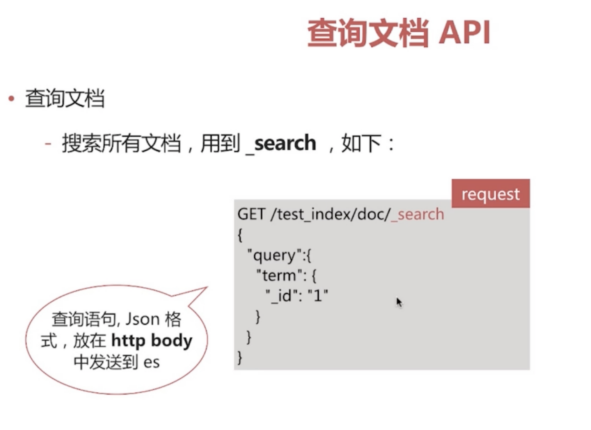 查询文档 API
• 查询文档
- 搜索所有文档，用到 _search ，如下：
request
GET /test_index/doc/_search
{
"query":{
"term": {
"_id": "1"
}
}
}
查询语句, Json 格
式，放在 http body
中发送到 es